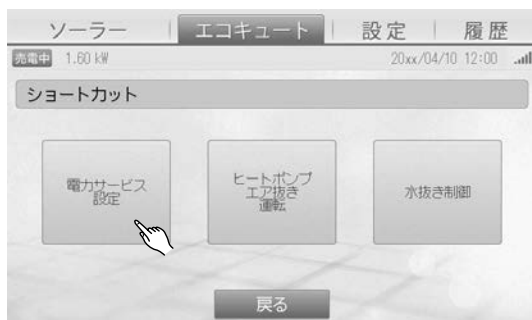 ソーラー エコキュート 設定 履歴
売電中 1.60 kW 20xx/04/10 12:00
ショートカット
電力サービス
設定
ヒートポンプ
エア抜き
運転
水抜き制御
戻る